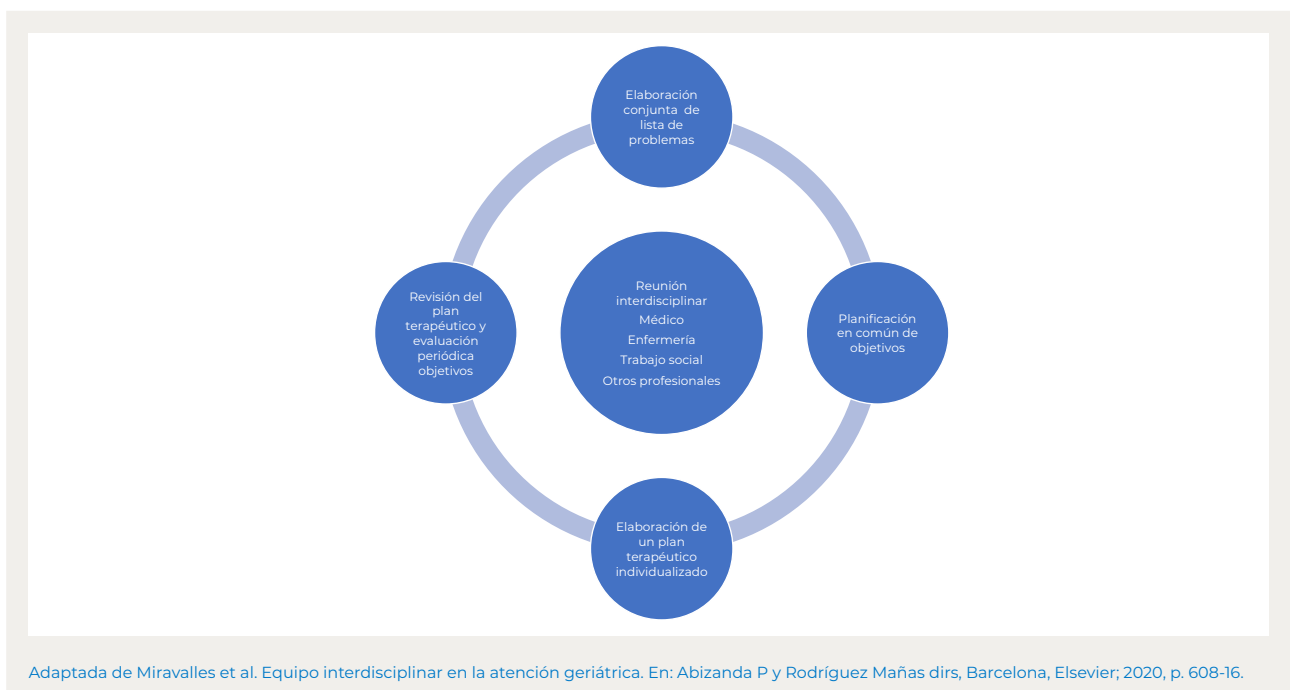 Elaboración
conjunta de
lista de
problemas
Revisión del
plan
terapéutico y
evaluación
periódica
objetivos
Reunión
interdisciplinar
Médico
Enfermería
Trabajo social
Otros profesionales
Planificación
en común de
objetivos
Elaboración de
un plan
terapéutico
individualizado
Adaptada de Miravalles et al. Equipo interdisciplinar en la atención geriátrica. En: Abizanda P y Rodríguez Mañas dirs, Barcelona, Elsevier; 2020, p. 608-16.